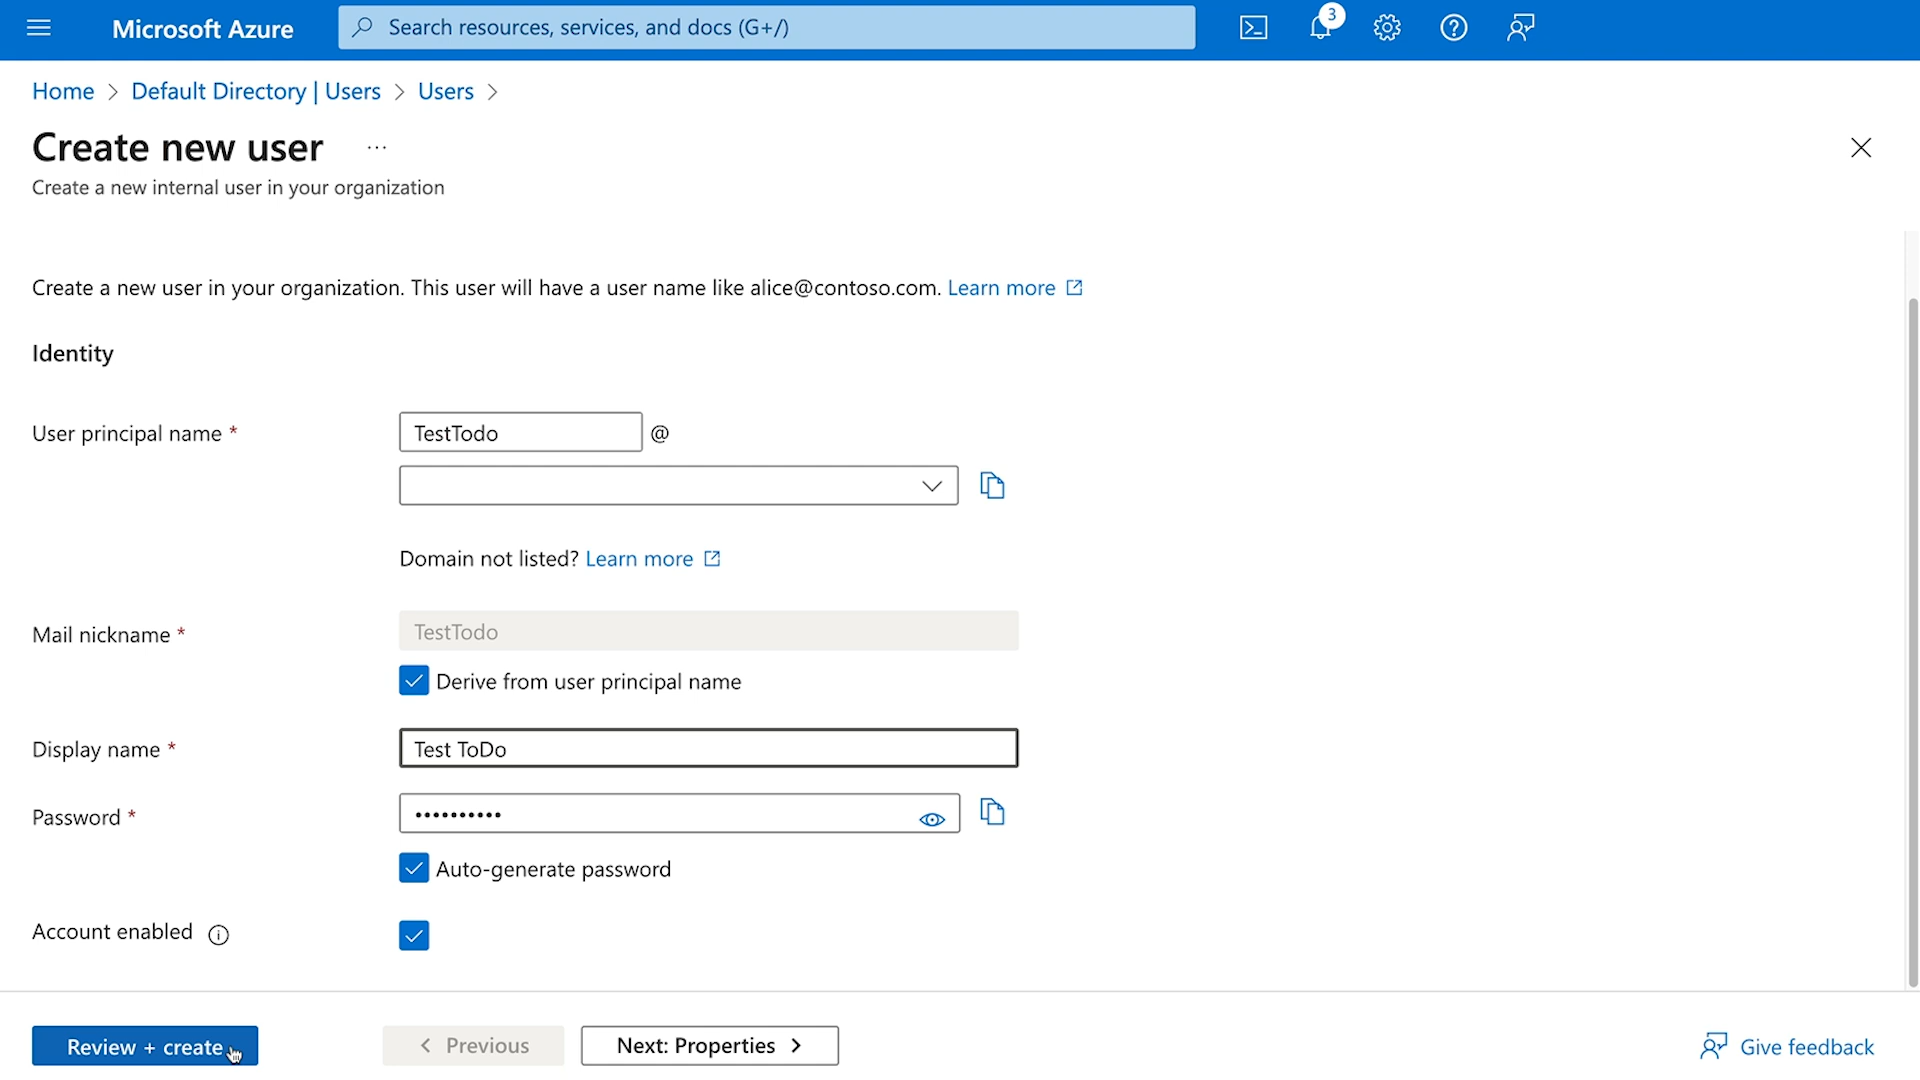 Microsoft Azure
Search resources, services, and docs (G+/)
3
Home > Default Directory | Users > Users >
Create new user ...
Create a new internal user in your organization
Create a new user in your organization. This user will have a user name like alice@contoso.com. Learn more
Identity
User principal name *
TestTodo @
Domain not listed? Learn more
Mail nickname *
TestTodo
Derive from user principal name
Display name *
Test ToDo
Password *
••••••••••
Auto-generate password
Account enabled
Review + create
< Previous
Next: Properties >
Give feedback